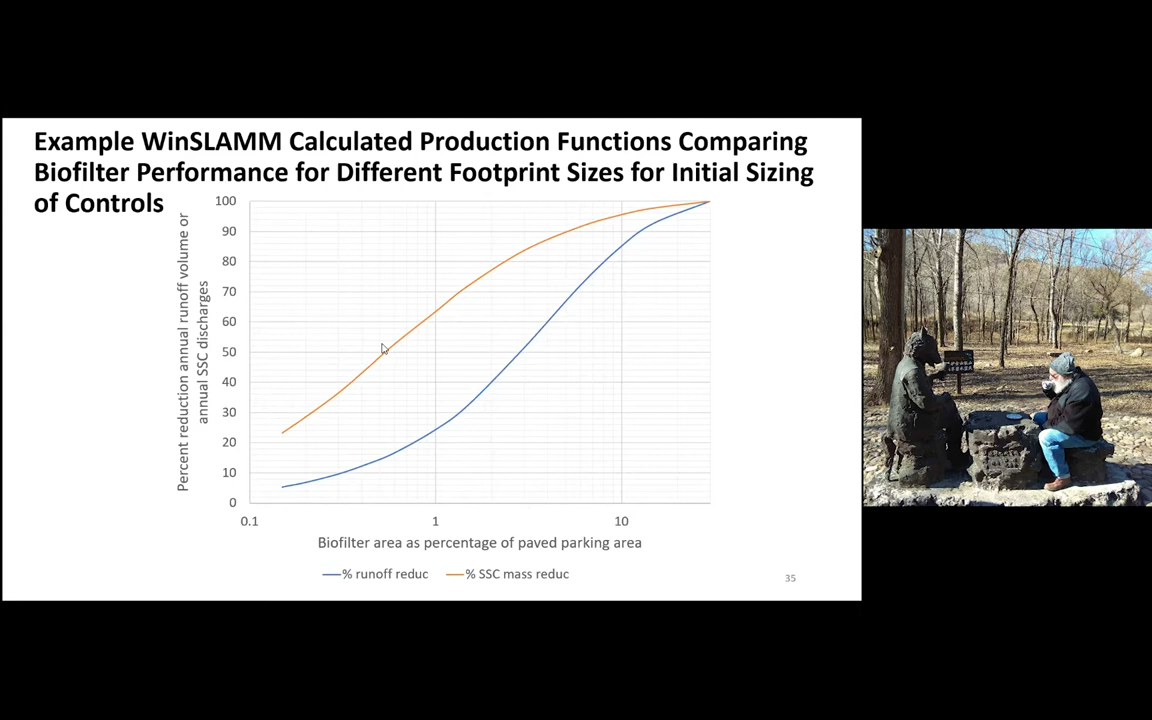 Example WinSLAMM Calculated Production Functions Comparing
Biofilter Performance for Different Footprint Sizes for Initial Sizing
of Controls
Percent reduction annual runoff volume or
annual SSC discharges
100
90
80
70
60
50
40
30
20
10
0
0.1
1
10
Biofilter area as percentage of paved parking area
% runoff reduc
% SSC mass reduc
35